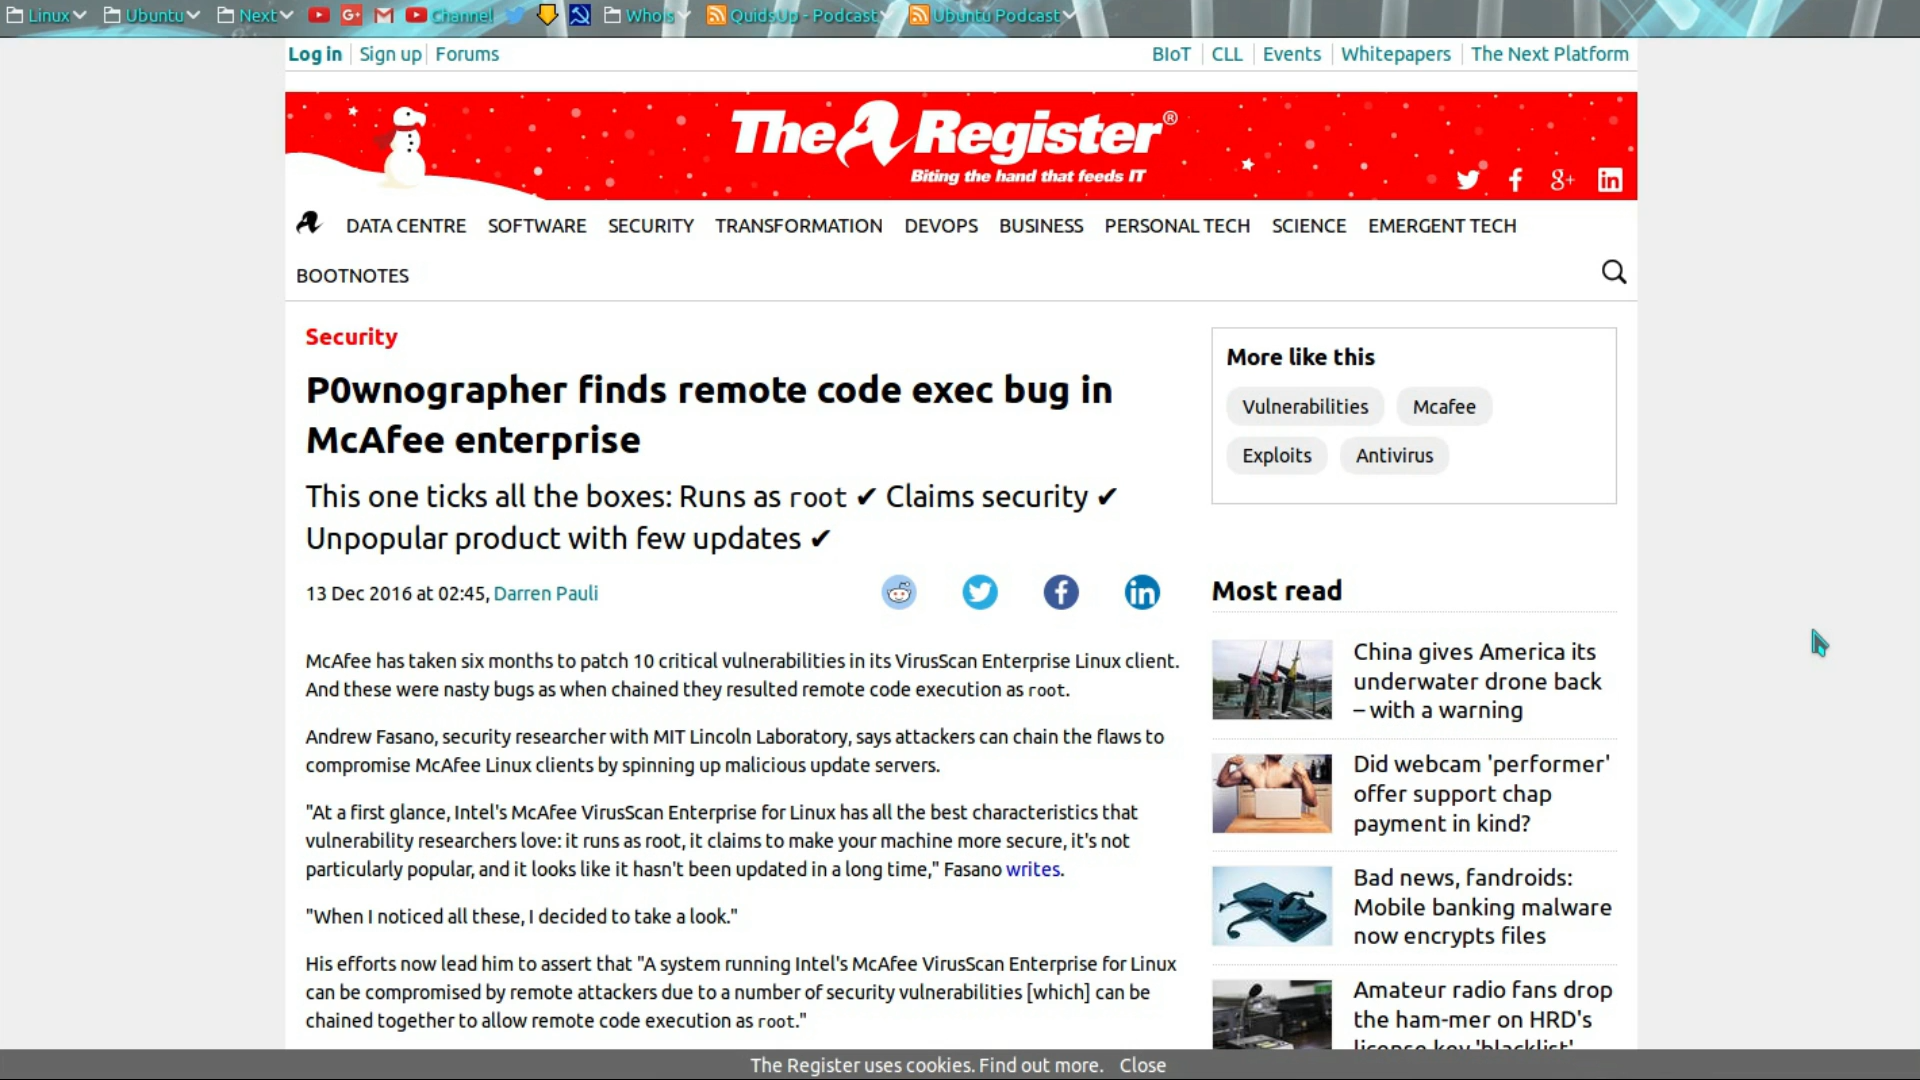 Linux Ubuntu Next Channel Whois QuidsUp - Podcast Ubuntu Podcast
Log in Sign up Forums BIoT CLL Events Whitepapers The Next Platform
The Register®
Biting the hand that feeds IT
DATA CENTRE SOFTWARE SECURITY TRANSFORMATION DEVOPS BUSINESS PERSONAL TECH SCIENCE EMERGENT TECH
BOOTNOTES
Security
P0wnographer finds remote code exec bug in
McAfee enterprise
This one ticks all the boxes: Runs as root ✔ Claims security ✔
Unpopular product with few updates ✔
13 Dec 2016 at 02:45, Darren Pauli
McAfee has taken six months to patch 10 critical vulnerabilities in its VirusScan Enterprise Linux client.
And these were nasty bugs as when chained they resulted remote code execution as root.
Andrew Fasano, security researcher with MIT Lincoln Laboratory, says attackers can chain the flaws to
compromise McAfee Linux clients by spinning up malicious update servers.
"At a first glance, Intel's McAfee VirusScan Enterprise for Linux has all the best characteristics that
vulnerability researchers love: it runs as root, it claims to make your machine more secure, it's not
particularly popular, and it looks like it hasn't been updated in a long time," Fasano writes.
"When I noticed all these, I decided to take a look."
His efforts now lead him to assert that "A system running Intel's McAfee VirusScan Enterprise for Linux
can be compromised by remote attackers due to a number of security vulnerabilities [which] can be
chained together to allow remote code execution as root."
More like this
Vulnerabilities Mcafee
Exploits Antivirus
Most read
China gives America its
underwater drone back
– with a warning
Did webcam 'performer'
offer support chap
payment in kind?
Bad news, fandroids:
Mobile banking malware
now encrypts files
Amateur radio fans drop
the ham-mer on HRD's
license key 'blacklist'
The Register uses cookies. Find out more. Close